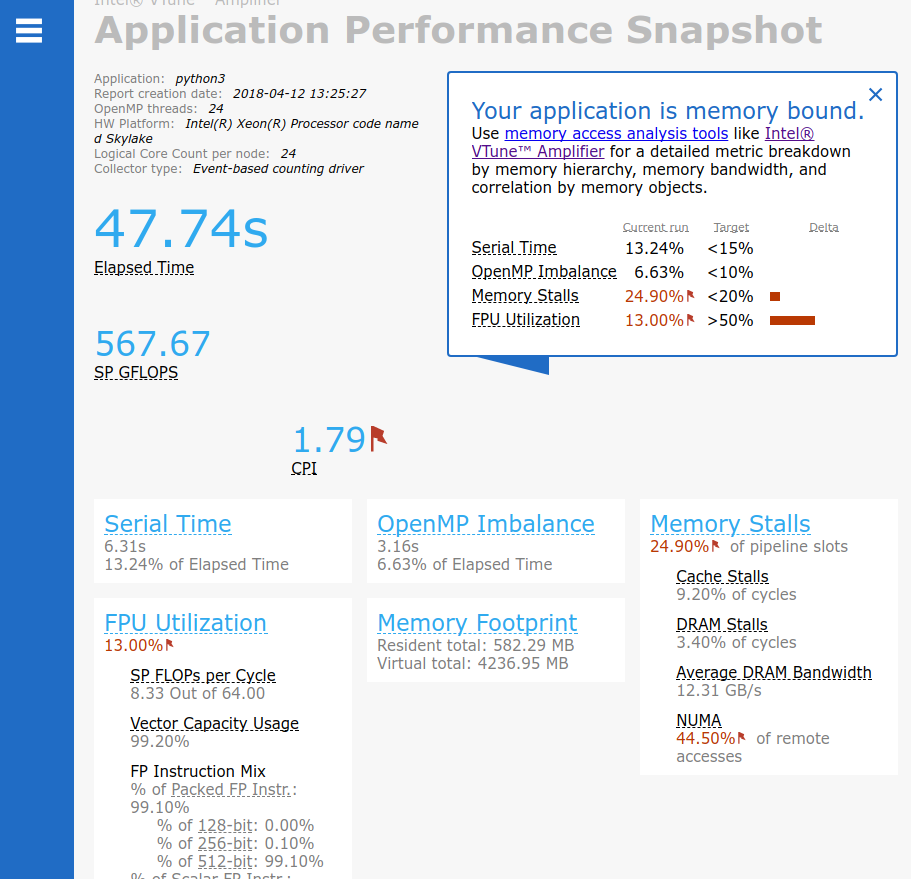 Intel® VTune™ Amplifier
Application Performance Snapshot
Application: python3
Report creation date: 2018-04-12 13:25:27
OpenMP threads: 24
HW Platform: Intel(R) Xeon(R) Processor code name
d Skylake
Logical Core Count per node: 24
Collector type: Event-based counting driver
47.74s
Elapsed Time
567.67
SP GFLOPS
1.79
CPI
Your application is memory bound.
Use memory access analysis tools like Intel®
VTune™ Amplifier for a detailed metric breakdown
by memory hierarchy, memory bandwidth, and
correlation by memory objects.
Current run Target Delta
Serial Time 13.24% <15%
OpenMP Imbalance 6.63% <10%
Memory Stalls 24.90% <20%
FPU Utilization 13.00% >50%
Serial Time
6.31s
13.24% of Elapsed Time
OpenMP Imbalance
3.16s
6.63% of Elapsed Time
Memory Stalls
24.90% of pipeline slots
Cache Stalls
9.20% of cycles
DRAM Stalls
3.40% of cycles
Average DRAM Bandwidth
12.31 GB/s
NUMA
44.50% of remote
accesses
FPU Utilization
13.00%
SP FLOPs per Cycle
8.33 Out of 64.00
Vector Capacity Usage
99.20%
FP Instruction Mix
% of Packed FP Instr.:
99.10%
% of 128-bit: 0.00%
% of 256-bit: 0.10%
% of 512-bit: 99.10%
% of Scalar FP Instr.:
Memory Footprint
Resident total: 582.29 MB
Virtual total: 4236.95 MB